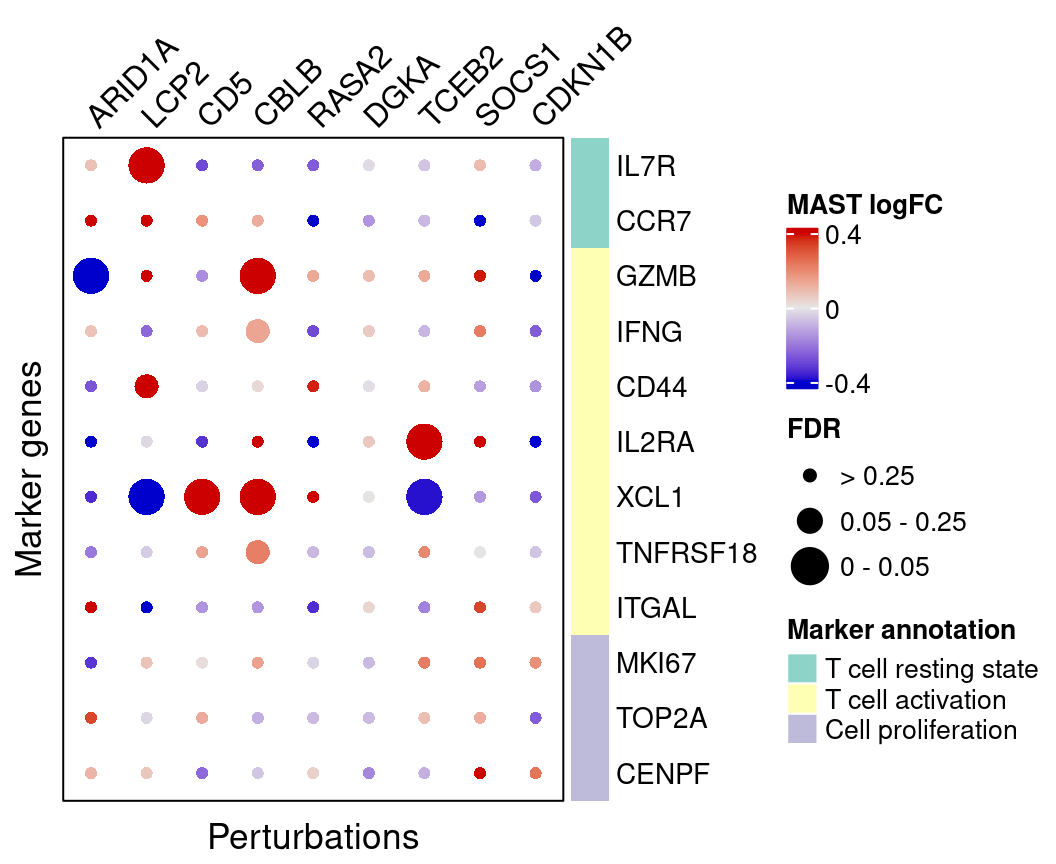 ARID1A
LCP2
CD5
CBLB
RASA2
DGKA
TCEB2
SOCS1
CDKN1B
Marker genes
IL7R
CCR7
GZMB
IFNG
CD44
IL2RA
XCL1
TNFRSF18
ITGAL
MKI67
TOP2A
CENPF
Perturbations
MAST logFC
0.4
0
-0.4
FDR
> 0.25
0.05 - 0.25
0 - 0.05
Marker annotation
T cell resting state
T cell activation
Cell proliferation